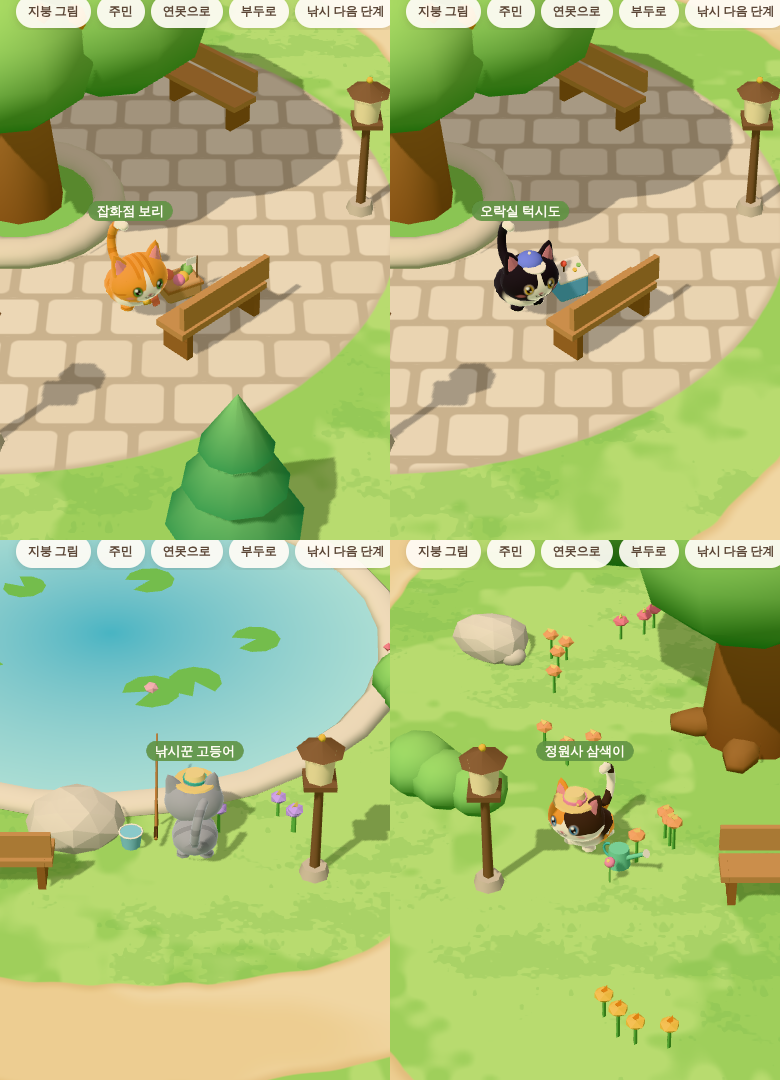 지붕 그림 주민 연못으로 부두로 낚시 다음 단계
잡화점 보리
지붕 그림 주민 연못으로 부두로 낚시 다음 단계
오락실 턱시도
지붕 그림 주민 연못으로 부두로 낚시 다음 단계
낚시꾼 고등어
지붕 그림 주민 연못으로 부두로 낚시 다음 단계
정원사 삼색이